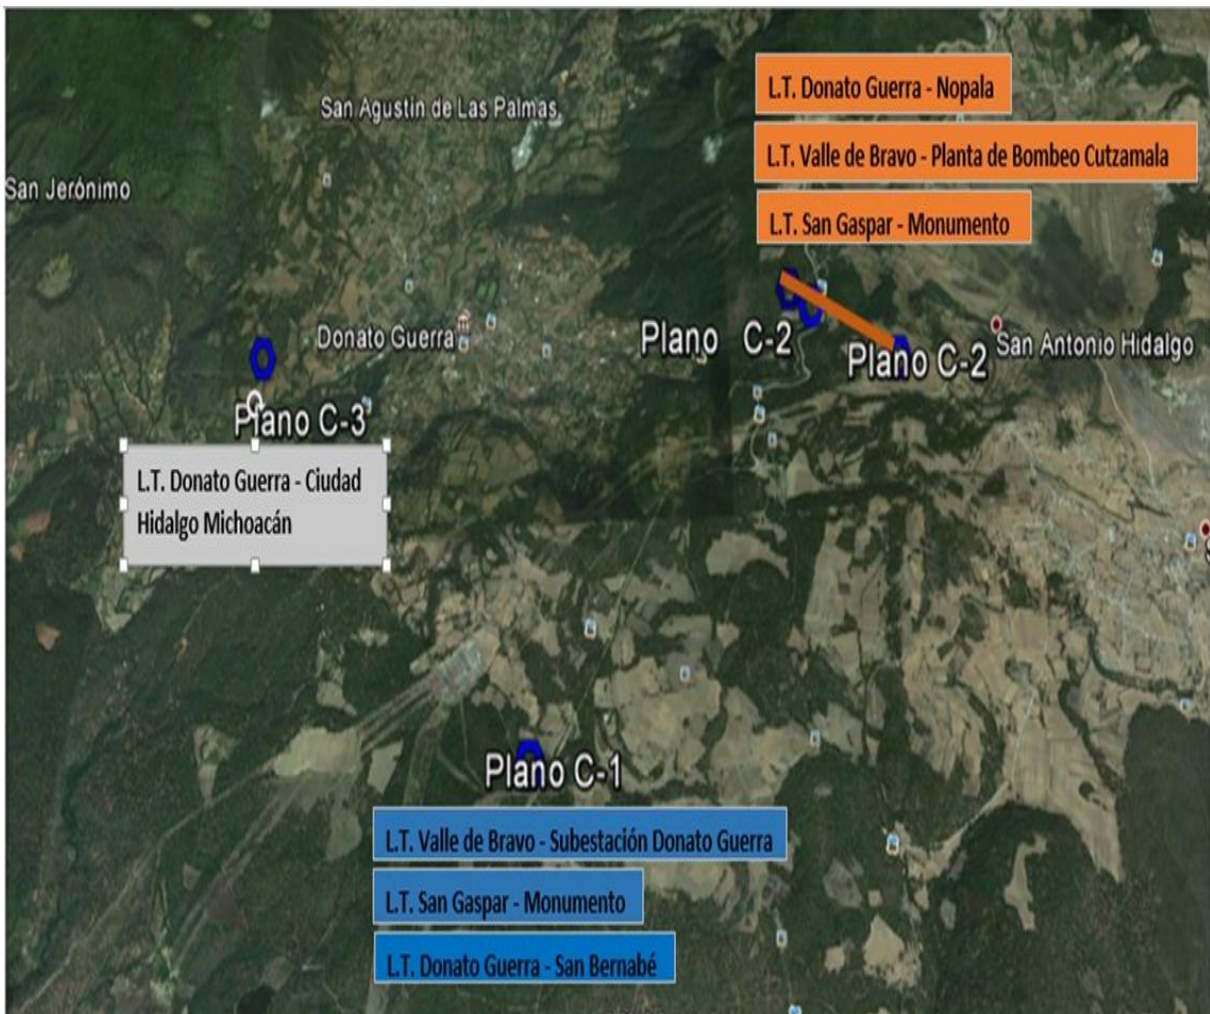 L.T. Donato Guerra - Nopala
San Agustín de Las Palmas
L.T. Valle de Bravo - Planta de Bombeo Cutzamala
San Jerónimo
L.T. San Gaspar - Monumento
Donato Guerra
Plano C-2
Plano C-2
San Antonio Hidalgo
Plano C-3
L.T. Donato Guerra - Ciudad
Hidalgo Michoacán
Plano C-1
L.T. Valle de Bravo - Subestación Donato Guerra
L.T. San Gaspar - Monumento
L.T. Donato Guerra - San Bernabé